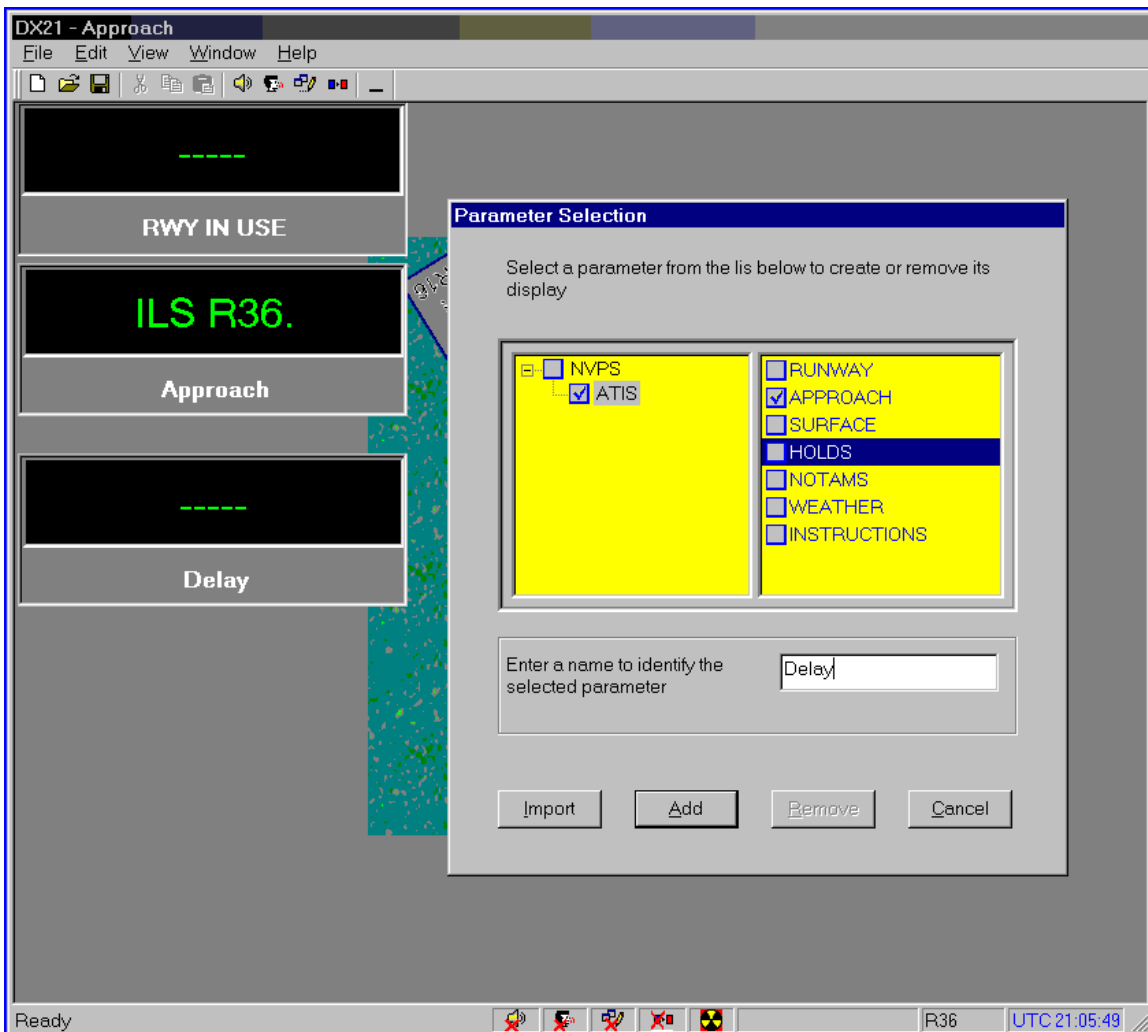 DX21 - Approach
File Edit View Window Help
-----
RWY IN USE
ILS R36.
Approach
-----
Delay
Parameter Selection
Select a parameter from the lis below to create or remove its
display
NVPS
ATIS
RUNWAY
APPROACH
SURFACE
HOLDS
NOTAMS
WEATHER
INSTRUCTIONS
Enter a name to identify the
selected parameter
Delay
Import Add Remove Cancel
Ready R36 UTC 21:05:49